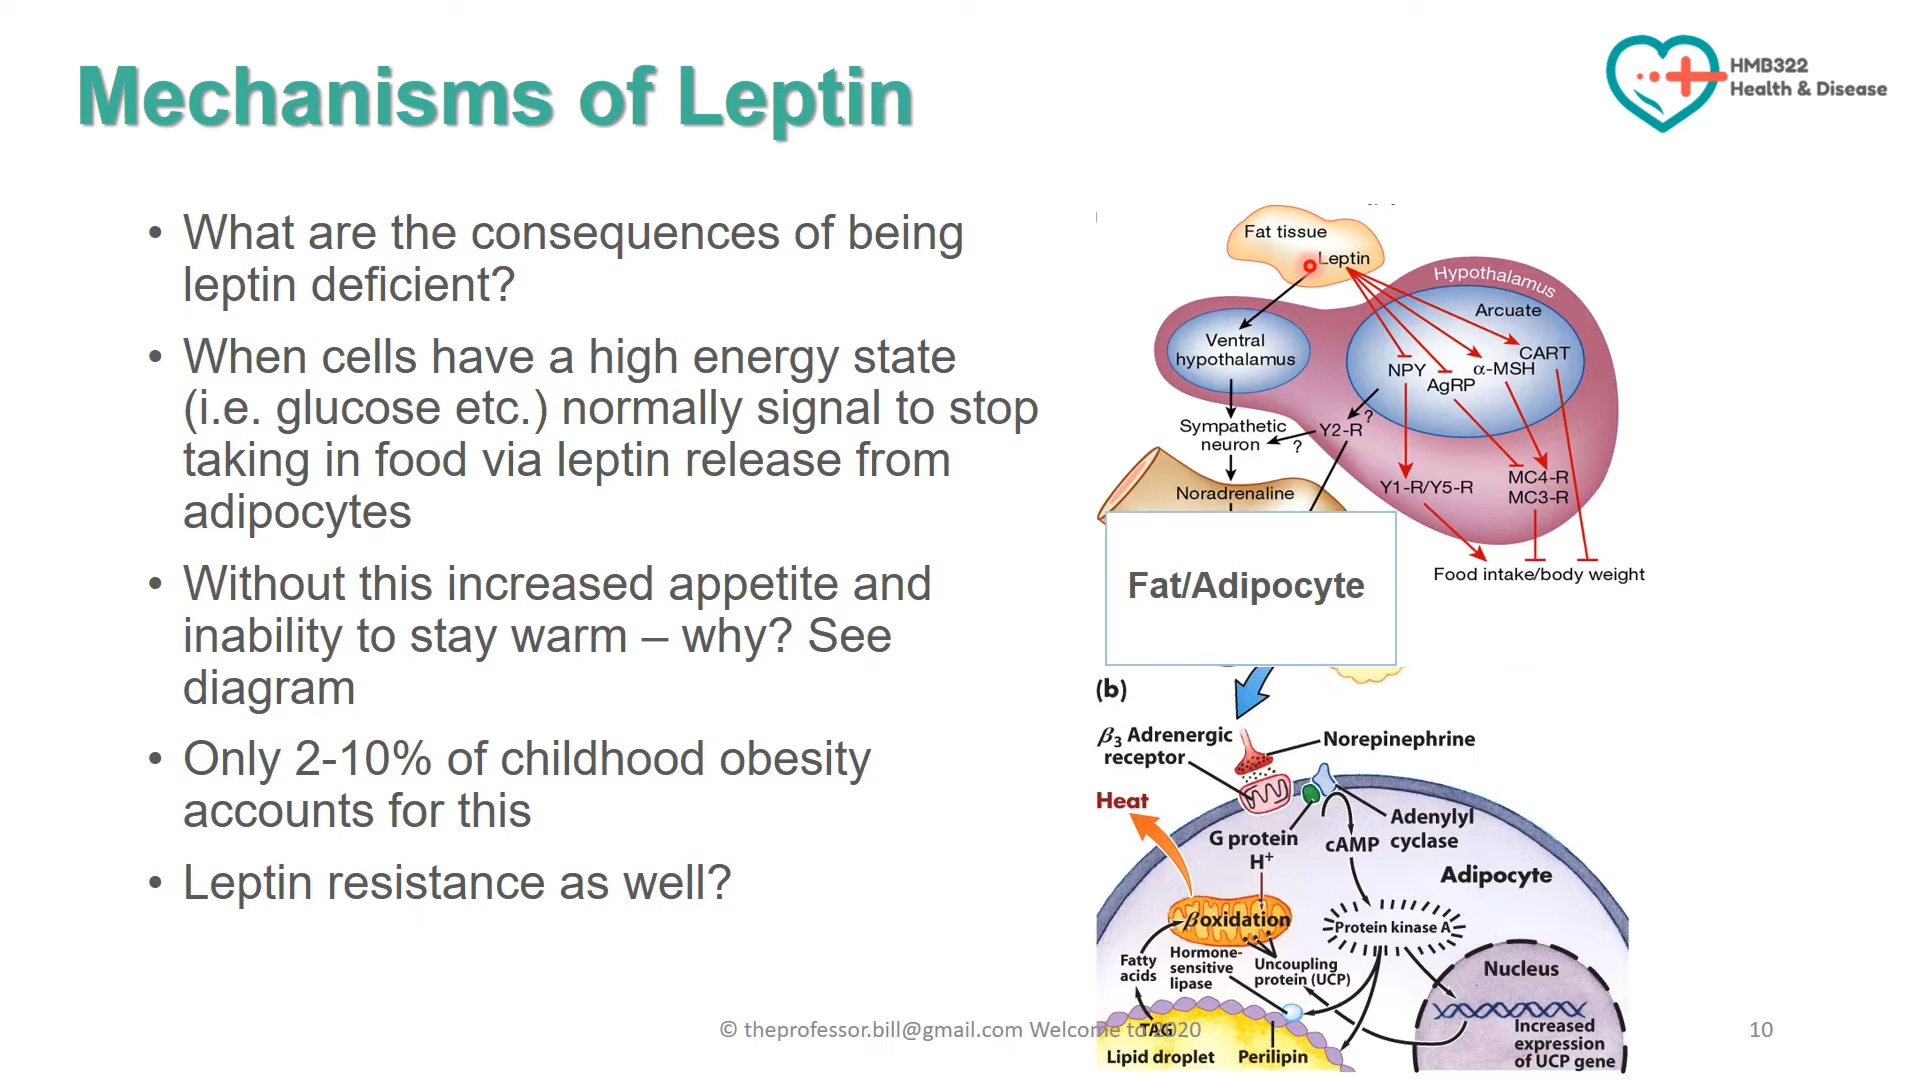 Mechanisms of Leptin
HMB322
Health & Disease
• What are the consequences of being
leptin deficient?
• When cells have a high energy state
(i.e. glucose etc.) normally signal to stop
taking in food via leptin release from
adipocytes
• Without this increased appetite and
inability to stay warm – why? See
diagram
• Only 2-10% of childhood obesity
accounts for this
• Leptin resistance as well?
Fat tissue
Leptin
Hypothalamus
Arcuate
Ventral
hypothalamus
CART
NPY
α-MSH
AgRP
?
Sympathetic
neuron
Y2-R
?
Noradrenaline
Y1-R/Y5-R
MC4-R
MC3-R
Food intake/body weight
Fat/Adipocyte
(b)
β3 Adrenergic
receptor
Norepinephrine
Heat
G protein
Adenylyl
cyclase
cAMP
H+
Adipocyte
β oxidation
Protein kinase A
Fatty
acids
Hormone-
sensitive
lipase
Uncoupling
protein (UCP)
Nucleus
TAG
Lipid droplet
Perilipin
Increased
expression
of UCP gene
© theprofessor.bill@gmail.com Welcome to 2020
10